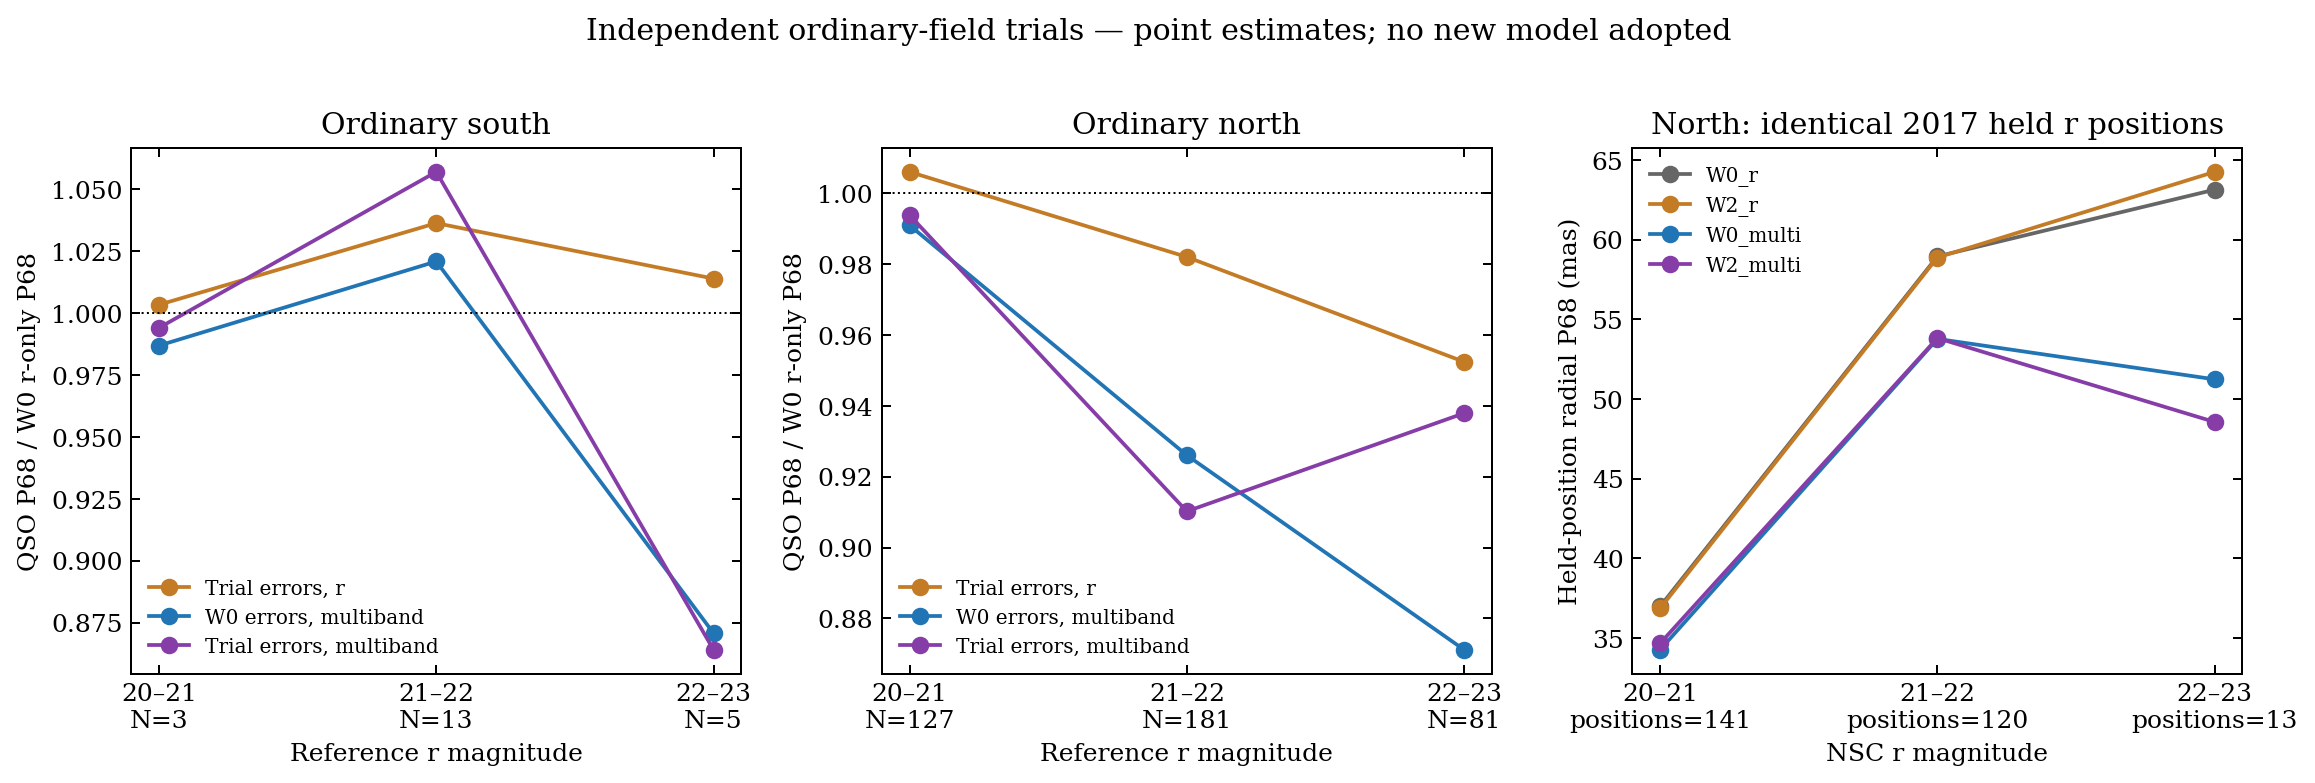 Independent ordinary-field trials — point estimates; no new model adopted
Ordinary south
QSO P68 / W0 r-only P68
1.050
1.025
1.000
0.975
0.950
0.925
0.900
0.875
Trial errors, r
W0 errors, multiband
Trial errors, multiband
20–21
N=3
21–22
N=13
22–23
N=5
Reference r magnitude
Ordinary north
QSO P68 / W0 r-only P68
1.00
0.98
0.96
0.94
0.92
0.90
0.88
Trial errors, r
W0 errors, multiband
Trial errors, multiband
20–21
N=127
21–22
N=181
22–23
N=81
Reference r magnitude
North: identical 2017 held r positions
Held-position radial P68 (mas)
65
60
55
50
45
40
35
W0_r
W2_r
W0_multi
W2_multi
20–21
positions=141
21–22
positions=120
22–23
positions=13
NSC r magnitude